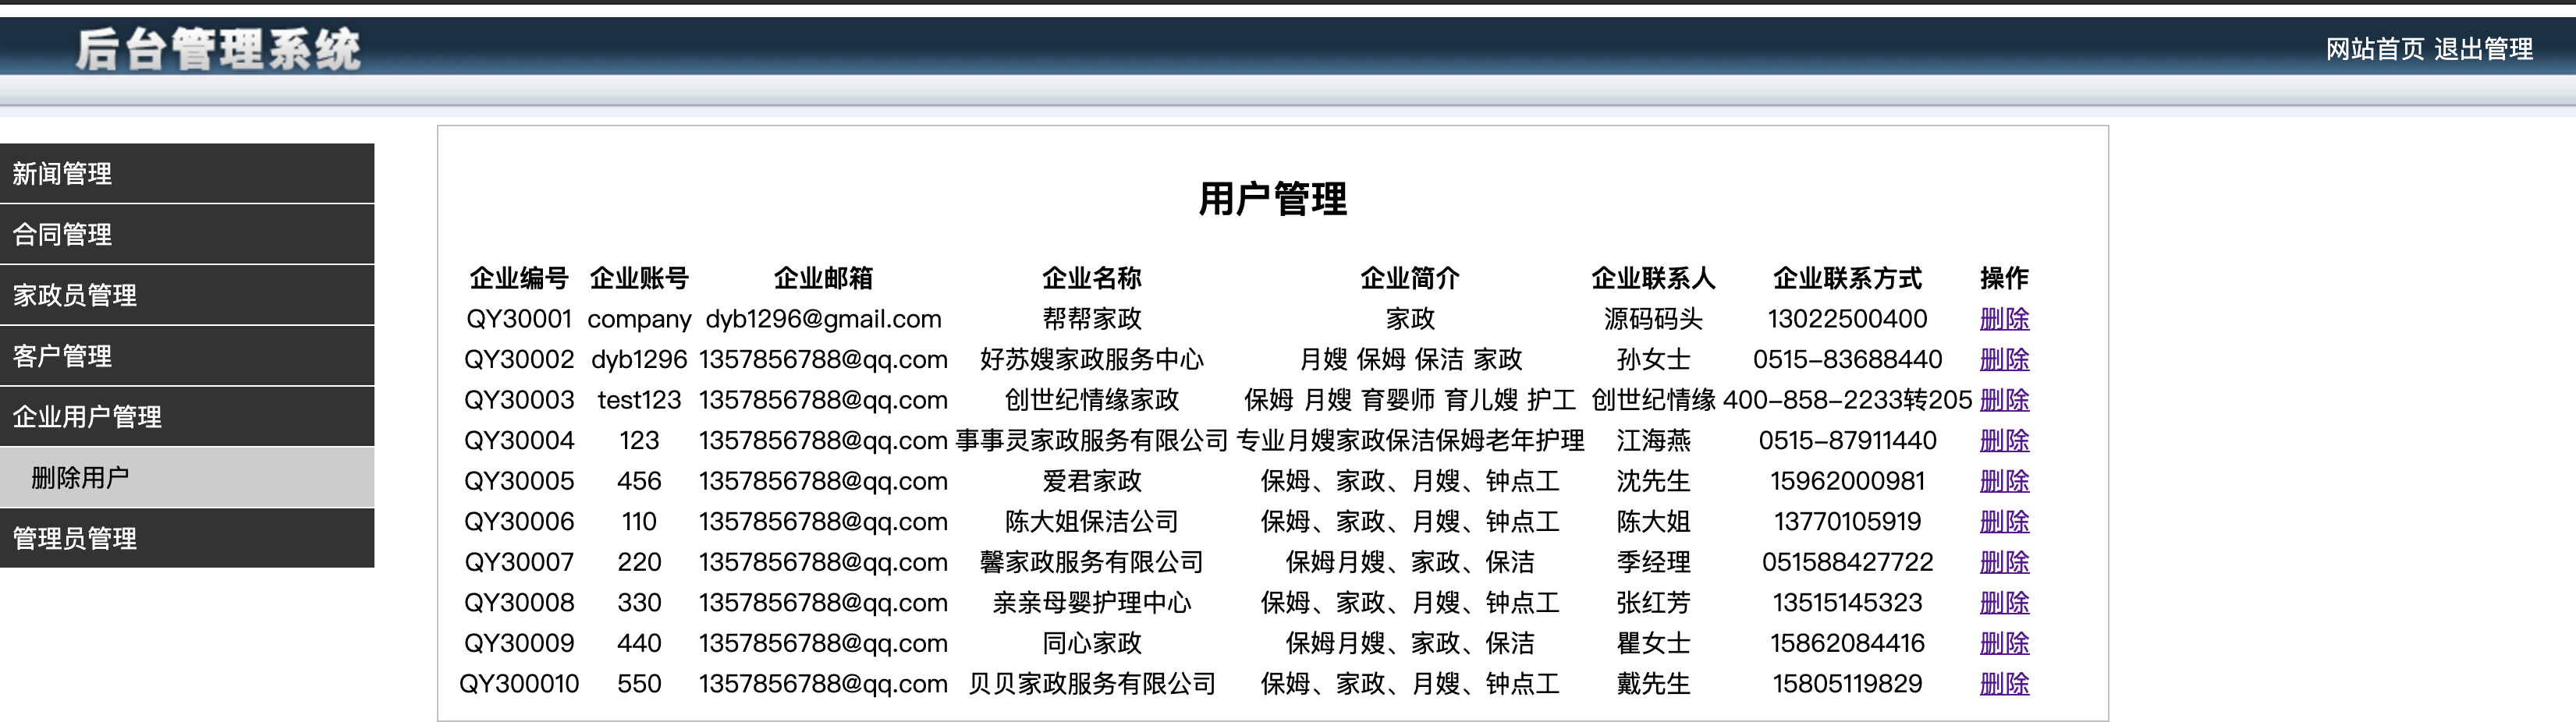 后台管理系统
网站首页 退出管理
新闻管理
合同管理
家政员管理
客户管理
企业用户管理
删除用户
管理员管理
用户管理
企业编号 企业账号 企业邮箱 企业名称 企业简介 企业联系人 企业联系方式 操作
QY30001 company dyb1296@gmail.com 帮帮家政 家政 源码码头 13022500400 删除
QY30002 dyb1296 1357856788@qq.com 好苏嫂家政服务中心 月嫂 保姆 保洁 家政 孙女士 0515-83688440 删除
QY30003 test123 1357856788@qq.com 创世纪情缘家政 保姆 月嫂 育婴师 育儿嫂 护工 创世纪情缘 400-858-2233转205 删除
QY30004 123 1357856788@qq.com 事事灵家政服务有限公司 专业月嫂家政保洁保姆老年护理 江海燕 0515-87911440 删除
QY30005 456 1357856788@qq.com 爱君家政 保姆、家政、月嫂、钟点工 沈先生 15962000981 删除
QY30006 110 1357856788@qq.com 陈大姐保洁公司 保姆、家政、月嫂、钟点工 陈大姐 13770105919 删除
QY30007 220 1357856788@qq.com 馨家政服务有限公司 保姆月嫂、家政、保洁 季经理 051588427722 删除
QY30008 330 1357856788@qq.com 亲亲母婴护理中心 保姆、家政、月嫂、钟点工 张红芳 13515145323 删除
QY30009 440 1357856788@qq.com 同心家政 保姆月嫂、家政、保洁 瞿女士 15862084416 删除
QY300010 550 1357856788@qq.com 贝贝家政服务有限公司 保姆、家政、月嫂、钟点工 戴先生 15805119829 删除